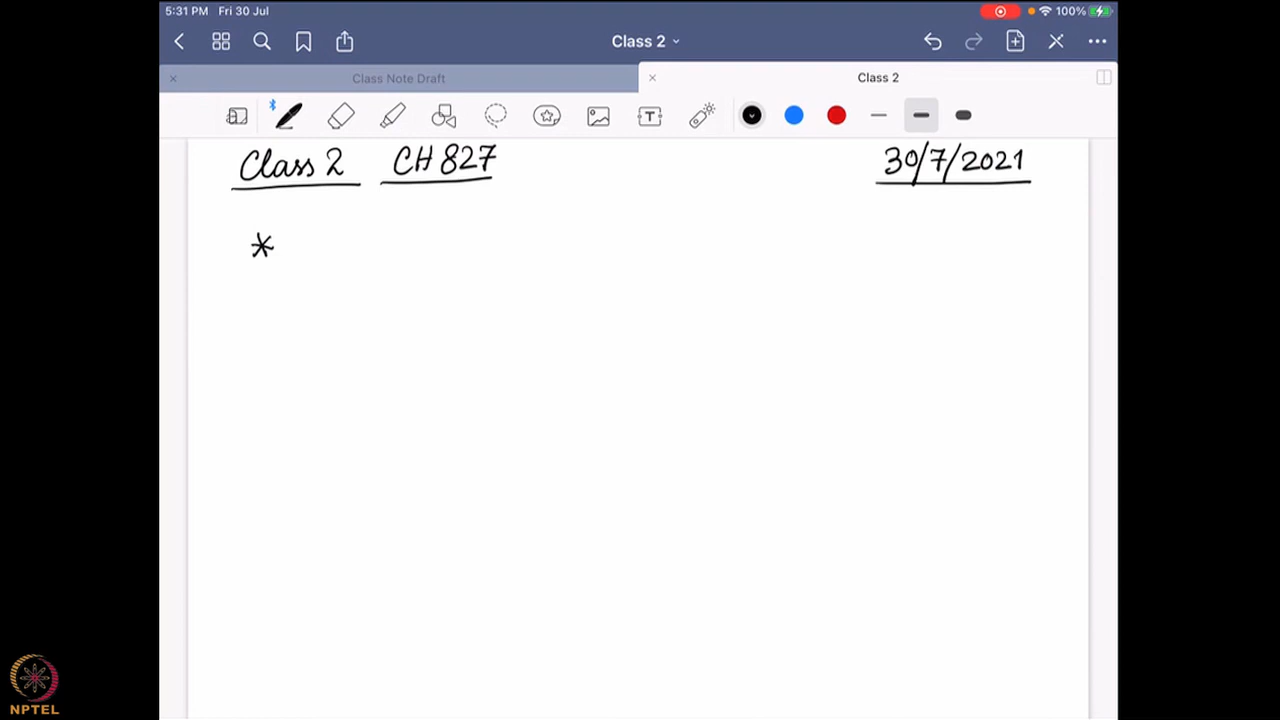 5:31 PM Fri 30 Jul 100%
Class 2
Class Note Draft Class 2
Class 2 CH 827 30/7/2021
*
NPTEL